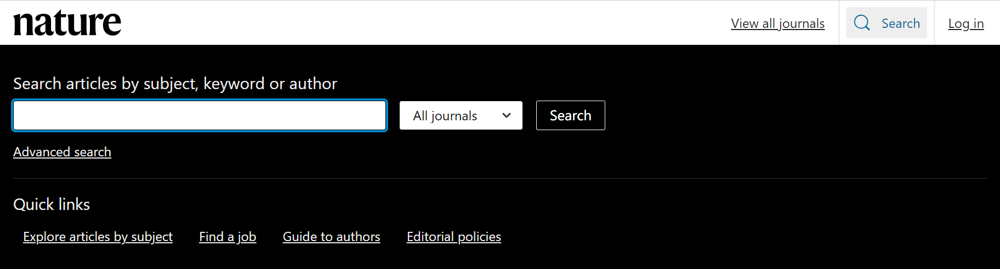 nature
View all journals
Search
Log in
Search articles by subject, keyword or author
All journals
Search
Advanced search
Quick links
Explore articles by subject
Find a job
Guide to authors
Editorial policies